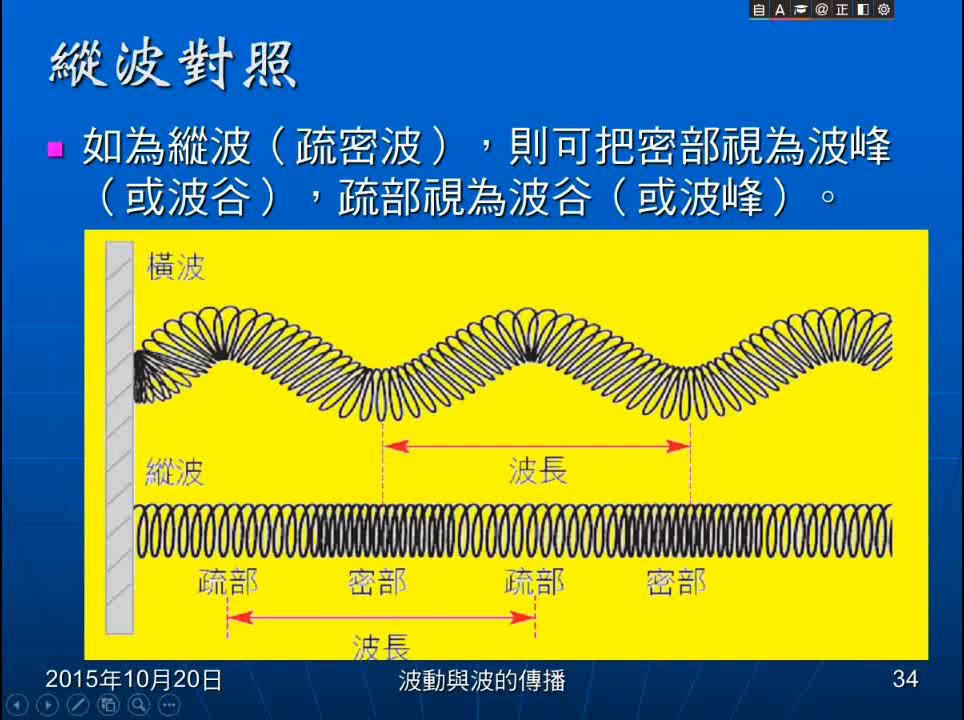 自 A @ 正
縱波對照
如為縱波（疏密波），則可把密部視為波峰
（或波谷），疏部視為波谷（或波峰）。
橫波
波長
縱波
疏部 密部 疏部 密部
波長
2015年10月20日 波動與波的傳播 34